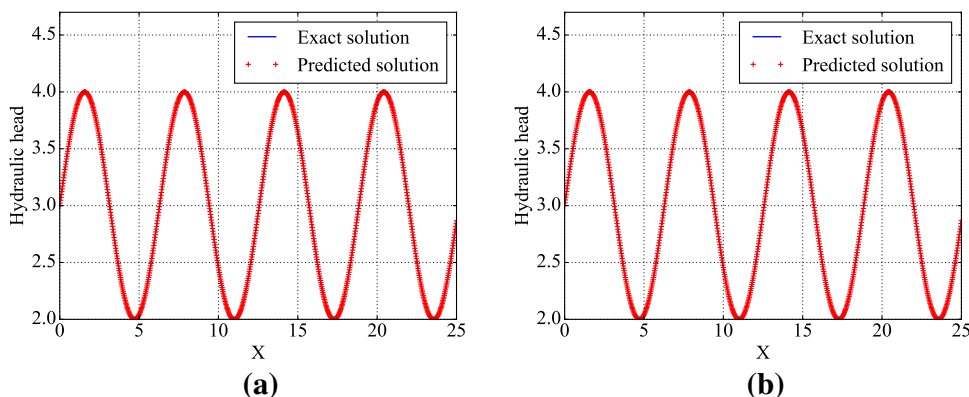 4.5
4.0
3.5
3.0
2.5
2.0
Hydraulic head
Exact solution
Predicted solution
0 5 10 15 20 25
X
(a)
4.5
4.0
3.5
3.0
2.5
2.0
Hydraulic head
Exact solution
Predicted solution
0 5 10 15 20 25
X
(b)